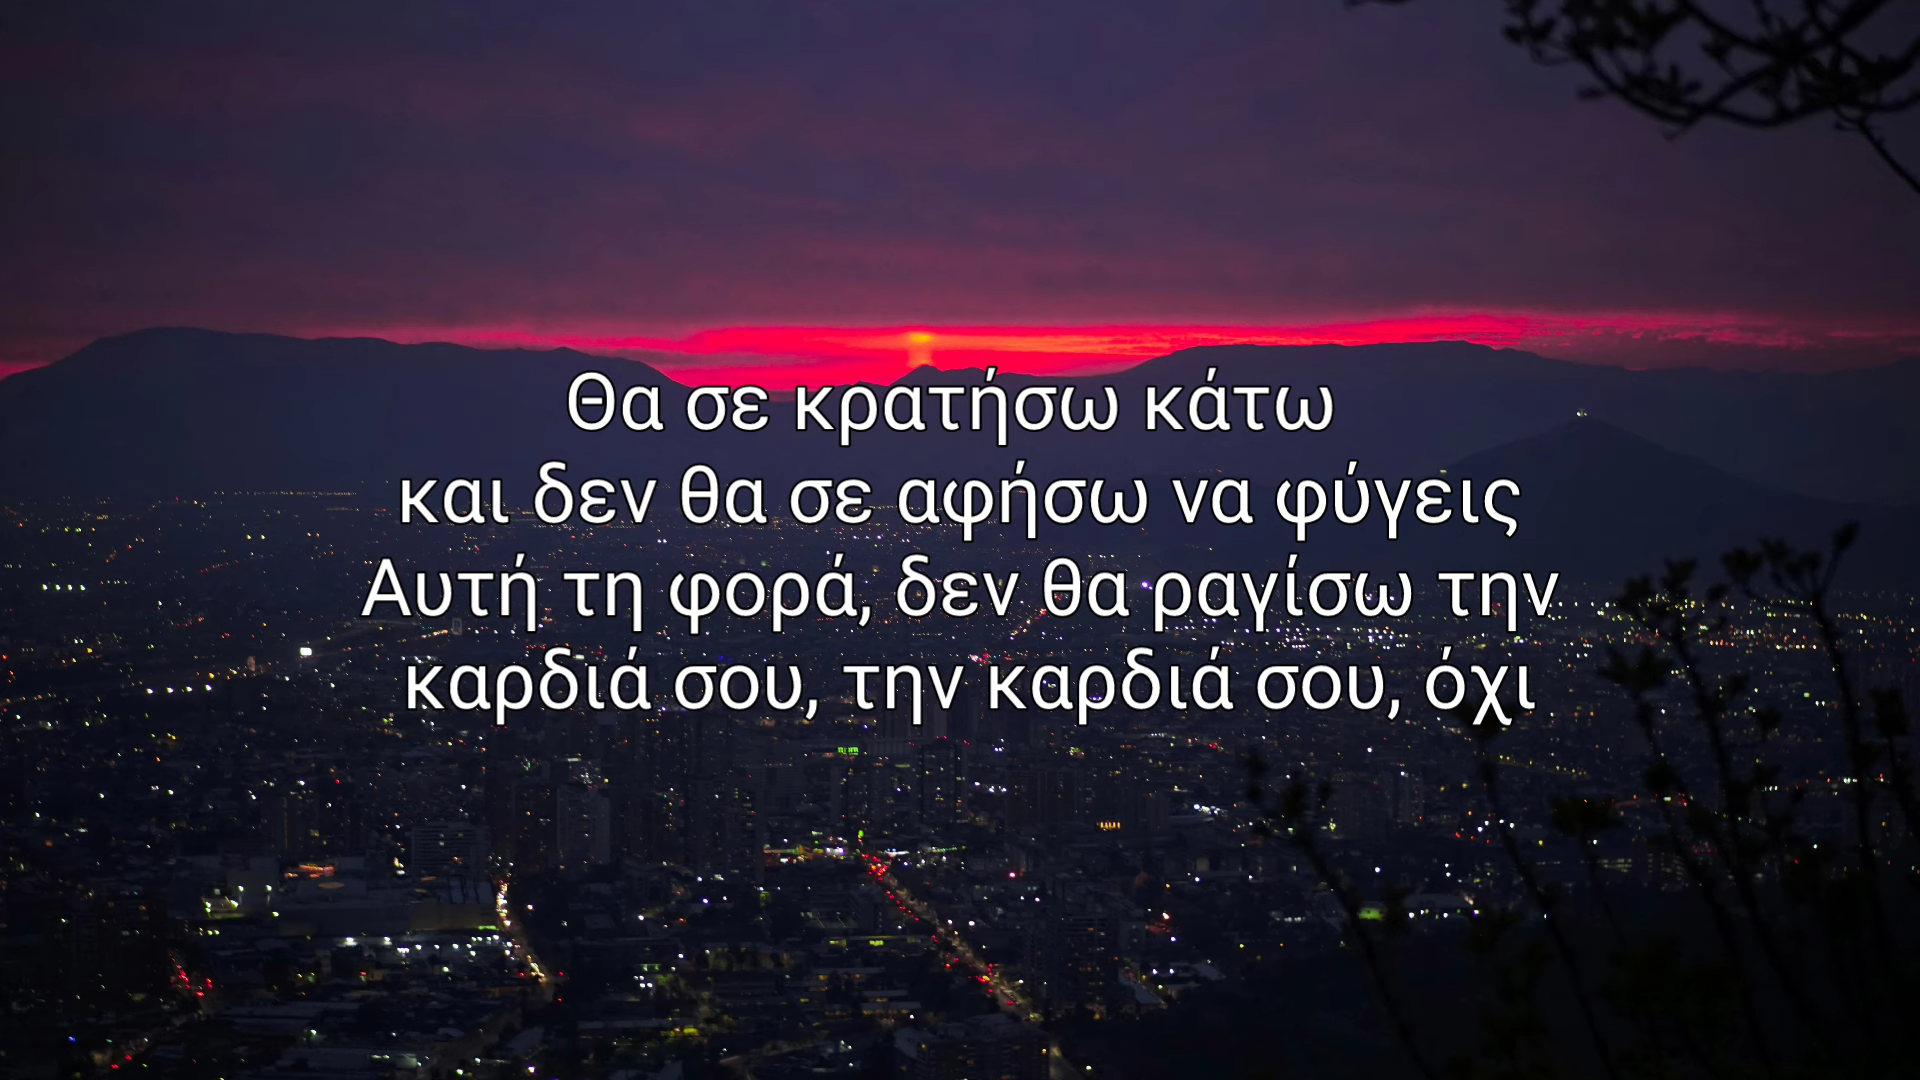 Θα σε κρατήσω κάτω
και δεν θα σε αφήσω να φύγεις
Αυτή τη φορά, δεν θα ραγίσω την
καρδιά σου, την καρδιά σου, όχι